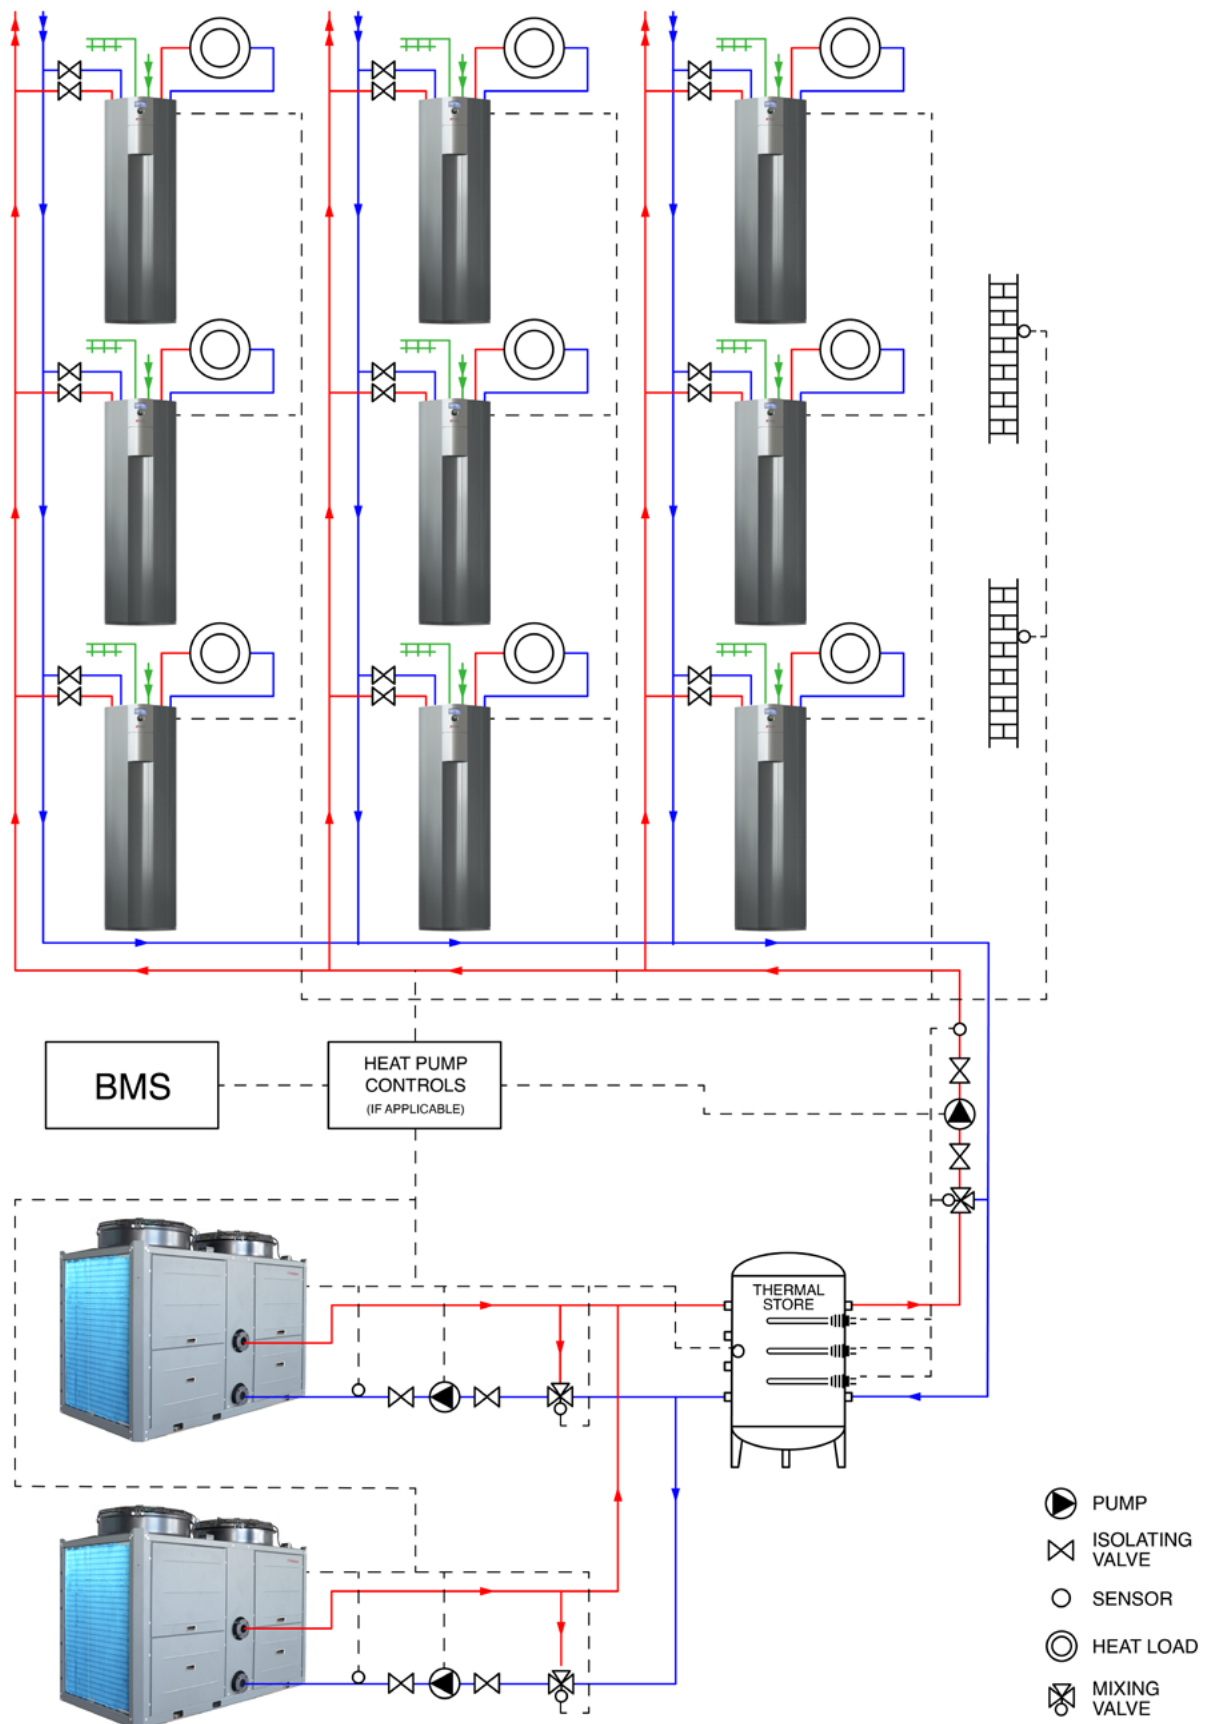 BMS
HEAT PUMP
CONTROLS
(IF APPLICABLE)
THERMAL
STORE
PUMP
ISOLATING
VALVE
SENSOR
HEAT LOAD
MIXING
VALVE